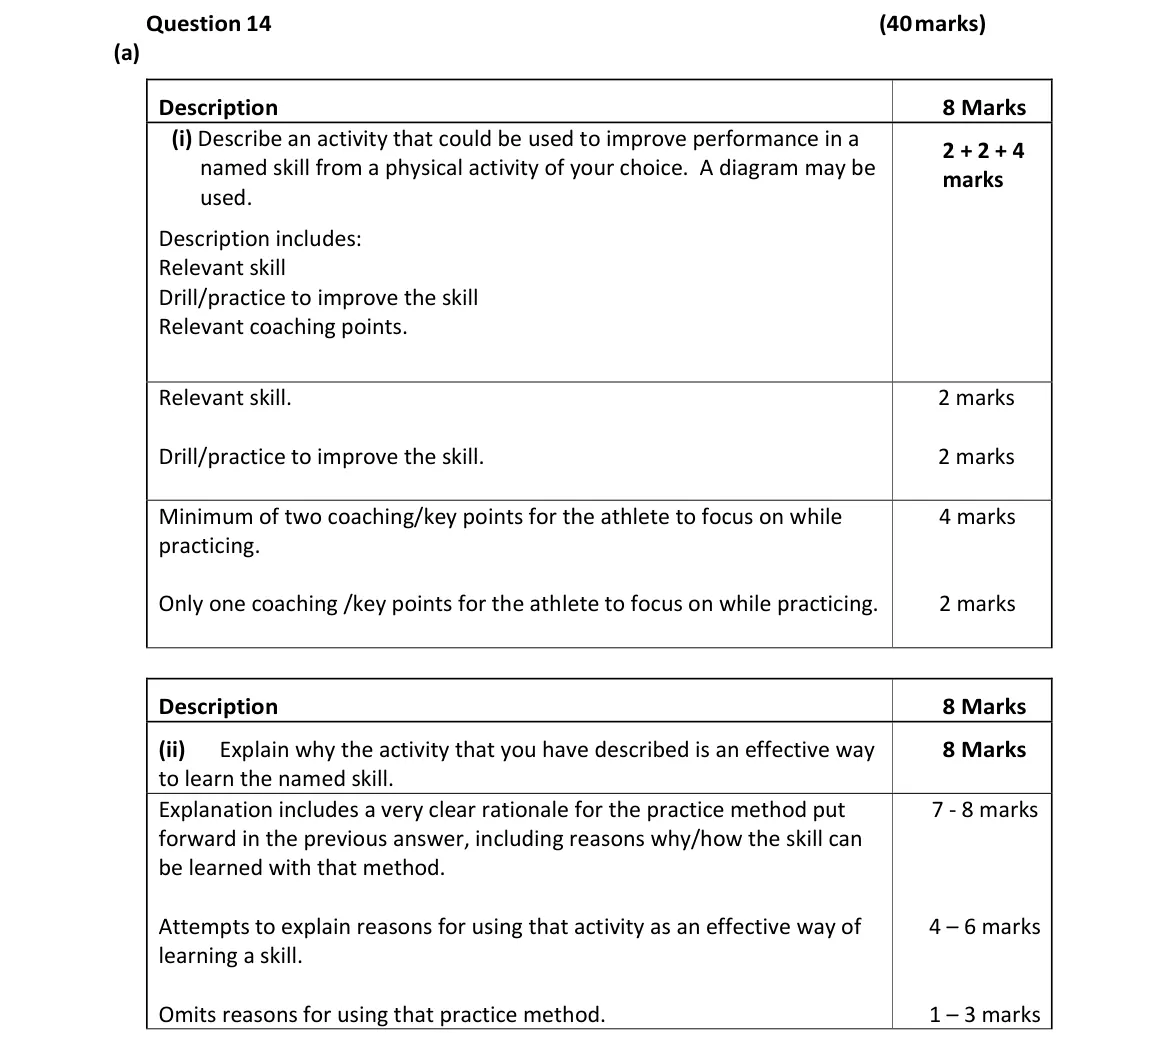 Question 14 (40 marks)
(a)
Description 8 Marks
(i) Describe an activity that could be used to improve performance in a 2 + 2 + 4
named skill from a physical activity of your choice. A diagram may be marks
used.
Description includes:
Relevant skill
Drill/practice to improve the skill
Relevant coaching points.
Relevant skill. 2 marks
Drill/practice to improve the skill. 2 marks
Minimum of two coaching/key points for the athlete to focus on while 4 marks
practicing.
Only one coaching /key points for the athlete to focus on while practicing. 2 marks
Description 8 Marks
(ii) Explain why the activity that you have described is an effective way 8 Marks
to learn the named skill.
Explanation includes a very clear rationale for the practice method put 7 - 8 marks
forward in the previous answer, including reasons why/how the skill can
be learned with that method.
Attempts to explain reasons for using that activity as an effective way of 4 – 6 marks
learning a skill.
Omits reasons for using that practice method. 1 – 3 marks